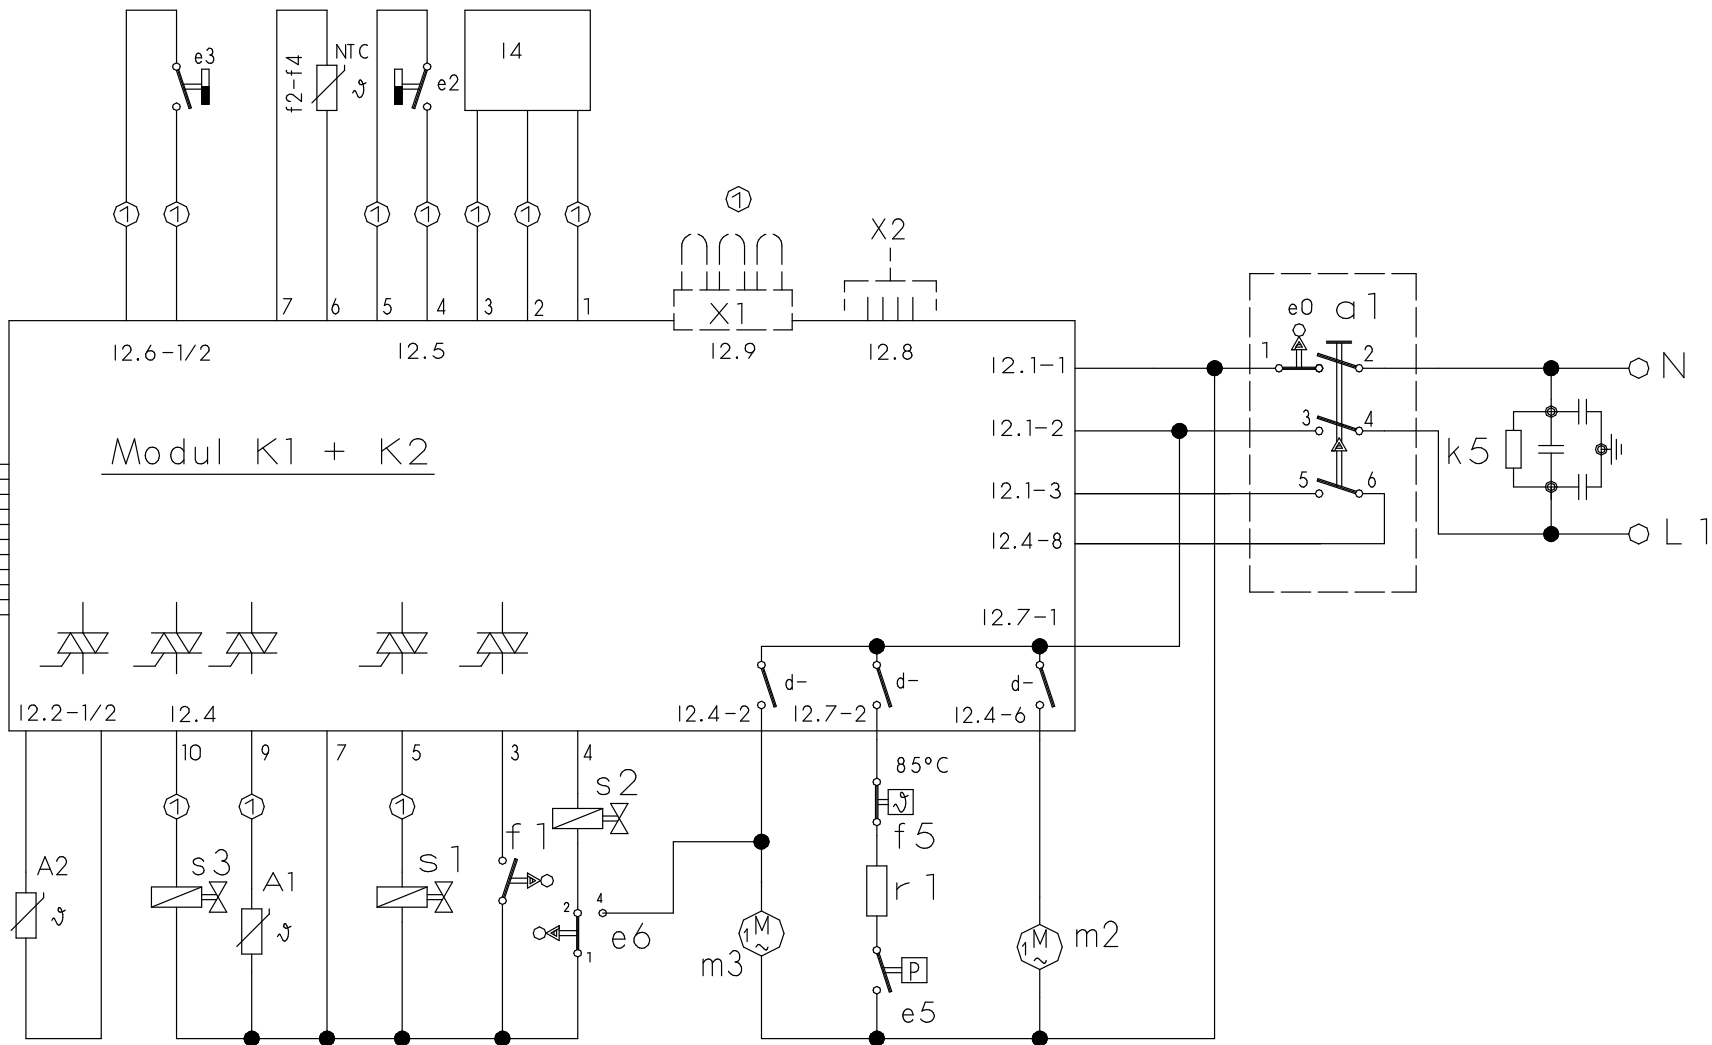 e3
f2-f4
NTC
ϑ
e2
I4
1 1 1 1 1 1 1
1
X2
7 6 5 4 3 2 1
X1
I2.6-1/2
I2.5
I2.9
I2.8
e0 a1
I2.1-1
1 2
N
I2.1-2
3 4
Modul K1 + K2
k5
I2.1-3
5 6
I2.4-8
L1
I2.7-1
d- d- d-
I2.2-1/2
I2.4
I2.4-2
I2.7-2
I2.4-6
10 9 7 5 3 4
85°C
s2
1 1 1
ϑ
f1
f5
A2
s3
A1
s1
r1
ϑ
ϑ
2 4
e6
1 M ~
m3
1 M ~
m2
1
P
e5